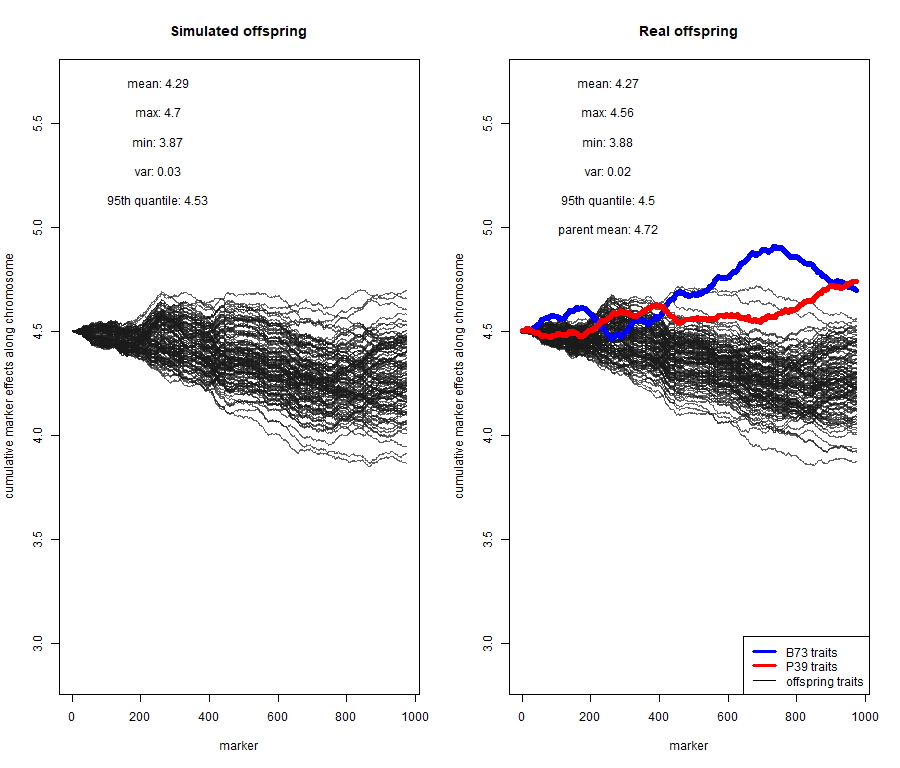 Simulated offspring
mean: 4.29
max: 4.7
min: 3.87
var: 0.03
95th quantile: 4.53
cumulative marker effects along chromosome
5.5
5.0
4.5
4.0
3.5
3.0
0 200 400 600 800 1000
marker
Real offspring
mean: 4.27
max: 4.56
min: 3.88
var: 0.02
95th quantile: 4.5
parent mean: 4.72
cumulative marker effects along chromosome
5.5
5.0
4.5
4.0
3.5
3.0
B73 traits
P39 traits
offspring traits
0 200 400 600 800 1000
marker